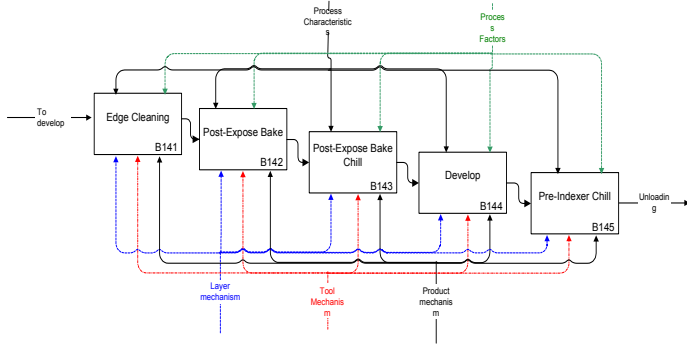 Process
Characteristic
s
Proces
s
Factors
To
develop
Edge Cleaning
B141
Post-Expose Bake
B142
Post-Expose Bake
Chill
B143
Develop
B144
Pre-Indexer Chill
B145
Unloadin
g
Layer
mechanism
Tool
Mechanis
m
Product
mechanis
m